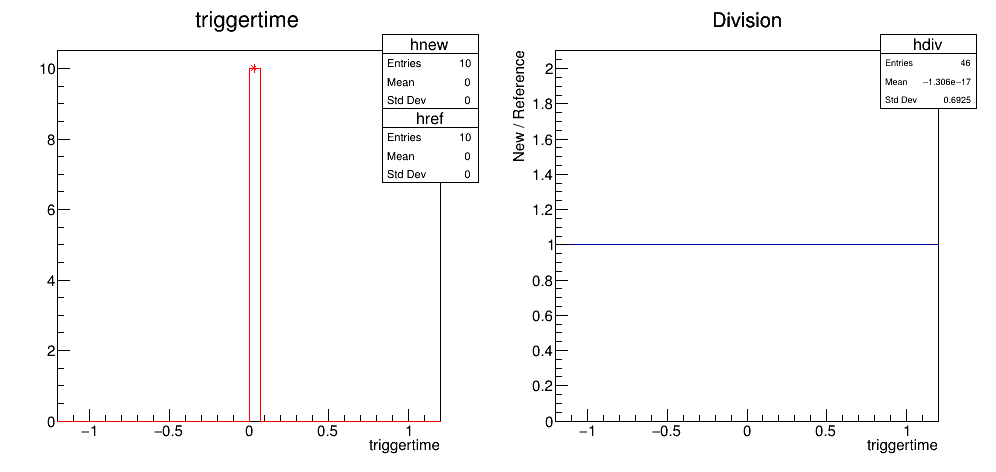 triggertime
hnew
Entries 10
Mean 0
Std Dev 0
href
Entries 10
Mean 0
Std Dev 0
10
8
6
4
2
0
−1 −0.5 0 0.5 1
triggertime
Division
hdiv
Entries 46
Mean −1.306e−17
Std Dev 0.6925
New / Reference
2
1.8
1.6
1.4
1.2
1
0.8
0.6
0.4
0.2
0
−1 −0.5 0 0.5 1
triggertime